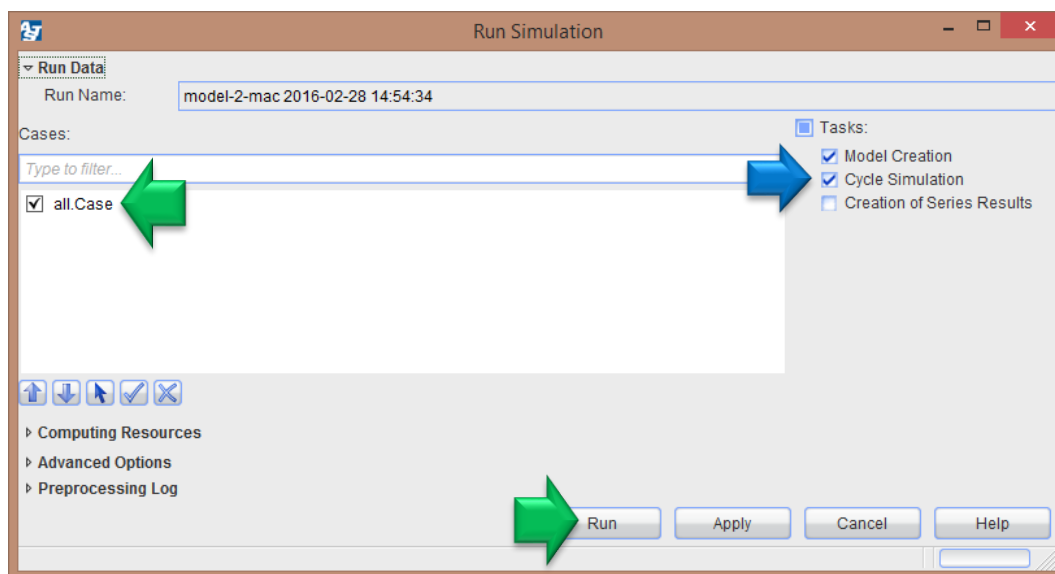 Run Simulation
Run Data
Run Name: model-2-mac 2016-02-28 14:54:34
Cases:
Tasks:
Type to filter...
Model Creation
Cycle Simulation
Creation of Series Results
all.Case
Computing Resources
Advanced Options
Preprocessing Log
Run Apply Cancel Help